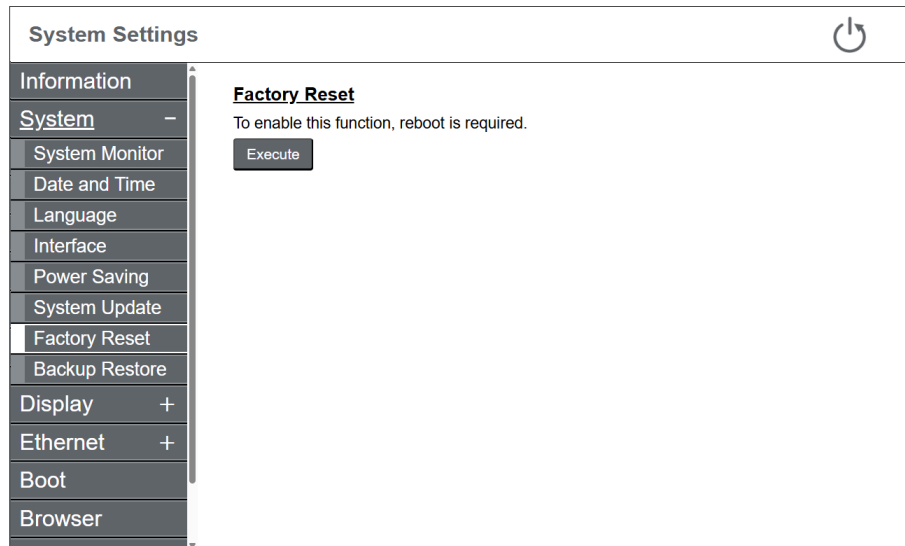 System Settings
Information
System −
System Monitor
Date and Time
Language
Interface
Power Saving
System Update
Factory Reset
Backup Restore
Display +
Ethernet +
Boot
Browser
Factory Reset
To enable this function, reboot is required.
Execute